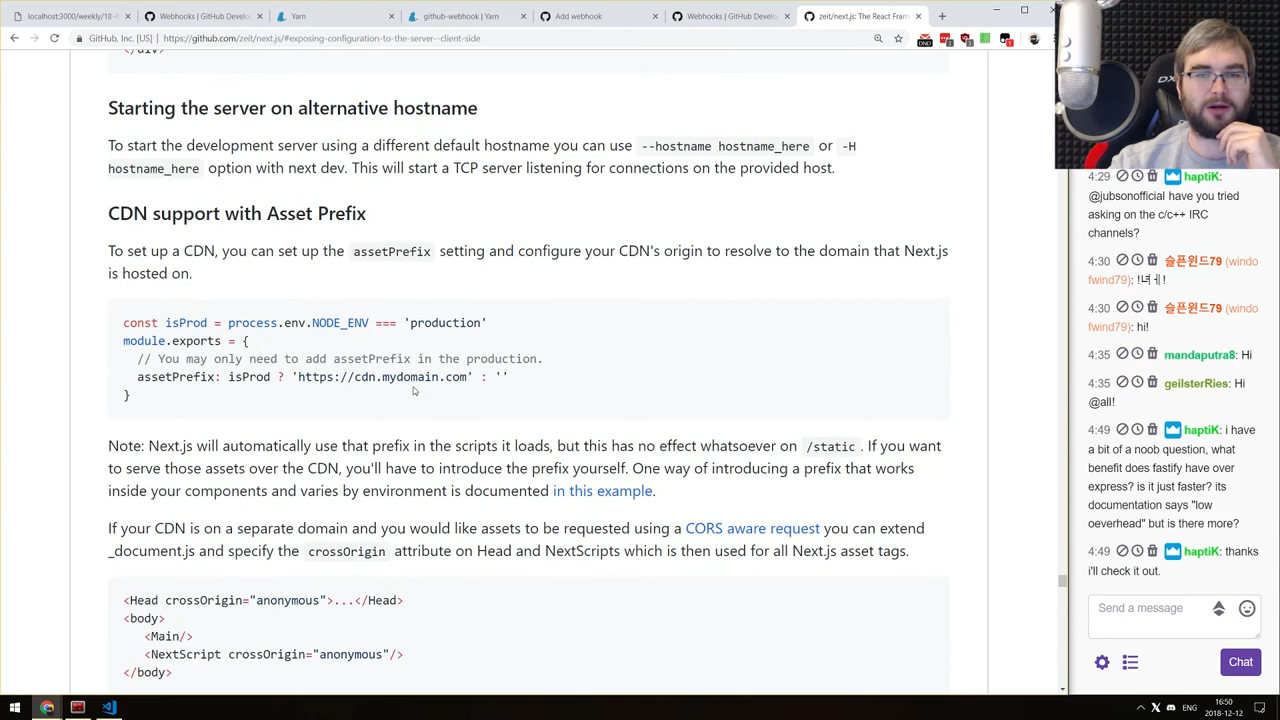 localhost:3000/weekly/18-
Webhooks | GitHub Develo
Yarn
github-webhook | Yarn
Add webhook
Webhooks | GitHub Develo
zeit/next.js: The React Fram
GitHub, Inc. [US] | https://github.com/zeit/next.js/#exposing-configuration-to-the-server--client-side
</div>
Starting the server on alternative hostname
To start the development server using a different default hostname you can use --hostname hostname_here or -H
hostname_here option with next dev. This will start a TCP server listening for connections on the provided host.
CDN support with Asset Prefix
To set up a CDN, you can set up the assetPrefix setting and configure your CDN's origin to resolve to the domain that Next.js
is hosted on.
const isProd = process.env.NODE_ENV === 'production'
module.exports = {
// You may only need to add assetPrefix in the production.
assetPrefix: isProd ? 'https://cdn.mydomain.com' : ''
}
Note: Next.js will automatically use that prefix in the scripts it loads, but this has no effect whatsoever on /static. If you want
to serve those assets over the CDN, you'll have to introduce the prefix yourself. One way of introducing a prefix that works
inside your components and varies by environment is documented in this example.
If your CDN is on a separate domain and you would like assets to be requested using a CORS aware request you can extend
_document.js and specify the crossOrigin attribute on Head and NextScripts which is then used for all Next.js asset tags.
<Head crossOrigin="anonymous">...</Head>
<body>
<Main/>
<NextScript crossOrigin="anonymous"/>
</body>
4:29 haptiK:
@jubsonofficial have you tried
asking on the c/c++ IRC
channels?
4:30 슬픈윈드79 (windo
fwind79): !녀ㅔ!
4:30 슬픈윈드79 (windo
fwind79): hi!
4:35 mandaputra8: Hi
4:35 geilsterRies: Hi
@all!
4:49 haptiK: i have
a bit of a noob question, what
benefit does fastify have over
express? is it just faster? its
documentation says "low
oeverhead" but is there more?
4:49 haptiK: thanks
i'll check it out.
Send a message
Chat
ENG
16:50
2018-12-12